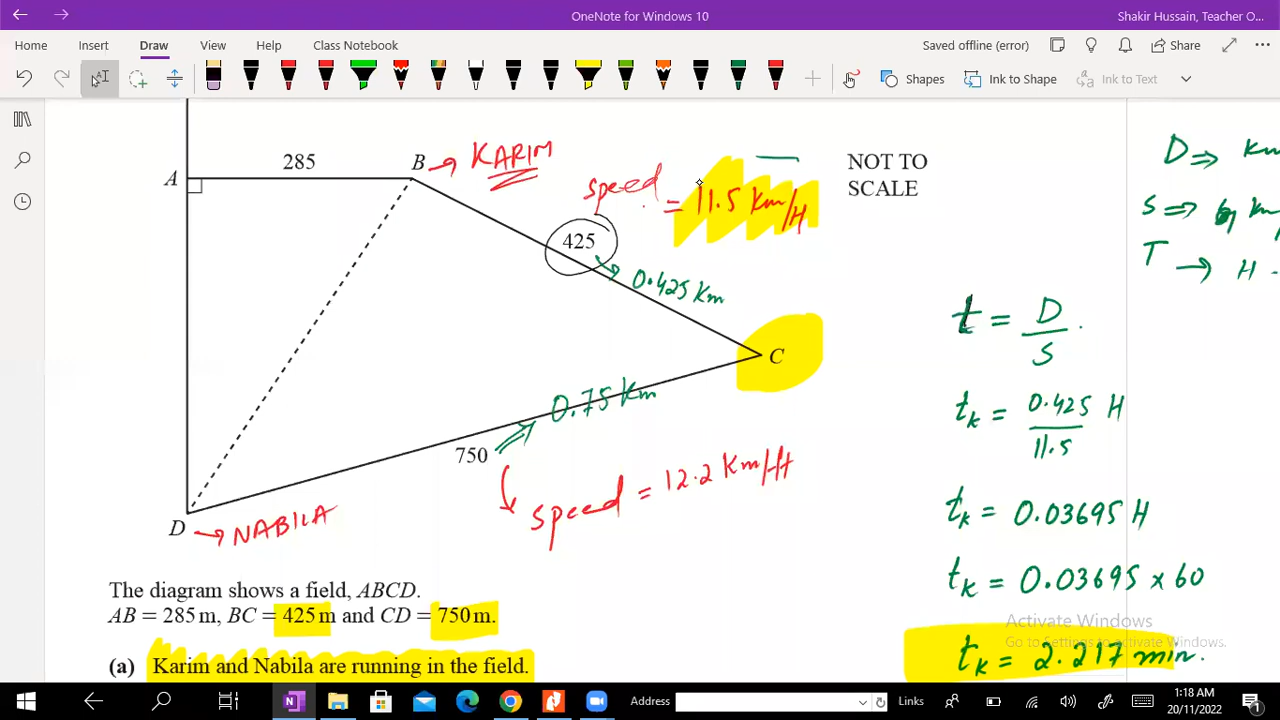 OneNote for Windows 10
Shakir Hussain, Teacher O...
Home Insert Draw View Help Class Notebook
Saved offline (error) Share
Shapes Ink to Shape Ink to Text
A 285 B → KARIM
NOT TO
SCALE
speed = 11.5 Km/H
425
0.425 Km
C
0.75 Km
750
speed = 12.2 Km/H
D → NABILA
D ⇒ Km
S ⇒ Km
T → H
t = D
S
tK = 0.425 H
11.5
tK = 0.03695 H
tK = 0.03695 × 60
tK = 2.217 min.
The diagram shows a field, ABCD.
AB = 285 m, BC = 425 m and CD = 750 m.
(a) Karim and Nabila are running in the field.
Activate Windows
Go to Settings to activate Windows.
Address Links
1:18 AM
20/11/2022